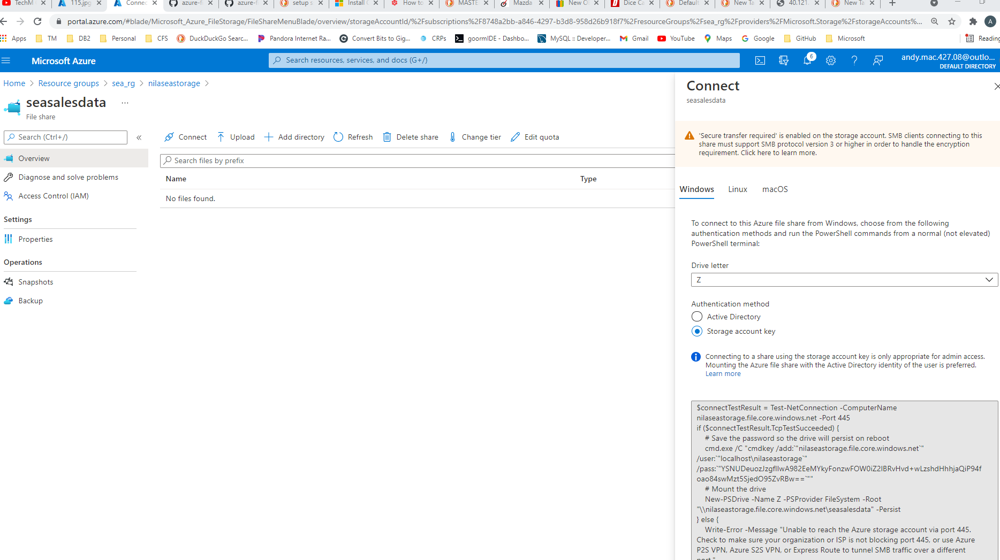 TechM
115.jpg
Connec
azure-fi
azure-f
setup s
Install C
How to
MASTE
Mazda
New O
Dice Ca
Default
New Ta
40.121.
New Ta
portal.azure.com/#blade/Microsoft_Azure_FileStorage/FileShareMenuBlade/overview/storageAccountId/%2Fsubscriptions%2F8748a2bb-a846-4297-b3d8-958d26b918f7%2FresourceGroups%2Fsea_rg%2Fproviders%2FMicrosoft.Storage%2FstorageAccounts%...
A
Apps TM DB2 Personal CFS DuckDuckGo Searc... Pandora Internet Ra... Convert Bits to Gig... CRPs goormIDE - Dashbo... MySQL :: Developer... Gmail YouTube Maps Google GitHub Microsoft Reading
Microsoft Azure
Search resources, services, and docs (G+/)
6
andy.mac.427.08@outlo...
DEFAULT DIRECTORY
Home > Resource groups > sea_rg > nilaseastorage >
seasalesdata ...
File share
Search (Ctrl+/) «
Overview
Diagnose and solve problems
Access Control (IAM)
Settings
Properties
Operations
Snapshots
Backup
Connect Upload Add directory Refresh Delete share Change tier Edit quota
Search files by prefix
Name Type
No files found.
Connect
seasalesdata
'Secure transfer required' is enabled on the storage account. SMB clients connecting to this
share must support SMB protocol version 3 or higher in order to handle the encryption
requirement. Click here to learn more.
Windows Linux macOS
To connect to this Azure file share from Windows, choose from the following
authentication methods and run the PowerShell commands from a normal (not elevated)
PowerShell terminal:
Drive letter
Z
Authentication method
Active Directory
Storage account key
Connecting to a share using the storage account key is only appropriate for admin access.
Mounting the Azure file share with the Active Directory identity of the user is preferred.
Learn more
$connectTestResult = Test-NetConnection -ComputerName
nilaseastorage.file.core.windows.net -Port 445
if ($connectTestResult.TcpTestSucceeded) {
# Save the password so the drive will persist on reboot
cmd.exe /C "cmdkey /add:`"nilaseastorage.file.core.windows.net`"
/user:`"localhost\nilaseastorage`"
/pass:`"YSNUDeuozJzgfIlwA982EeMYkyFonzwFOW0iZ2IBRvHvd+wLzshdHhhjaQiP94f
oao84swMzt5SjedO95ZvRBw==`""
# Mount the drive
New-PSDrive -Name Z -PSProvider FileSystem -Root
"\\nilaseastorage.file.core.windows.net\seasalesdata" -Persist
} else {
Write-Error -Message "Unable to reach the Azure storage account via port 445.
Check to make sure your organization or ISP is not blocking port 445, or use Azure
P2S VPN, Azure S2S VPN, or Express Route to tunnel SMB traffic over a different
port."